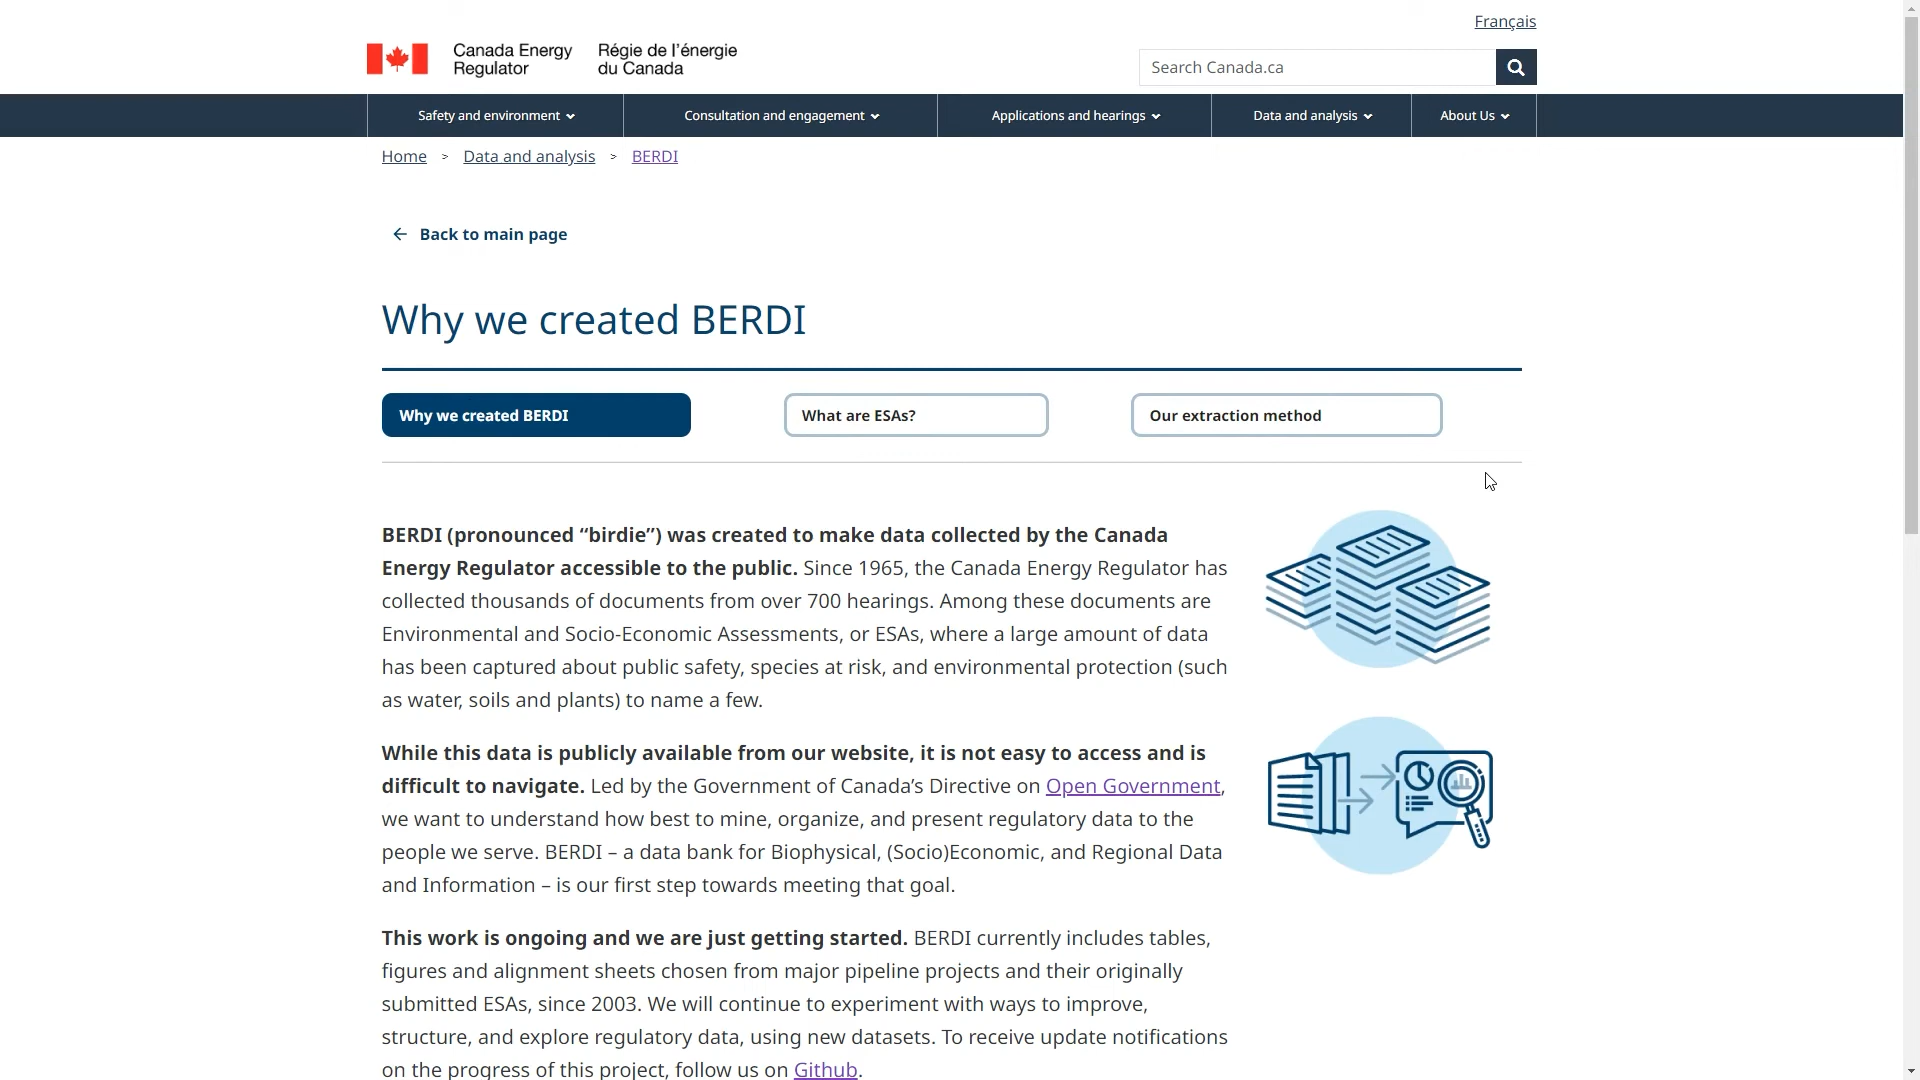 Français
Canada Energy Regulator
Régie de l'énergie du Canada
Search Canada.ca
Safety and environment
Consultation and engagement
Applications and hearings
Data and analysis
About Us
Home > Data and analysis > BERDI
← Back to main page
Why we created BERDI
Why we created BERDI
What are ESAs?
Our extraction method
BERDI (pronounced “birdie”) was created to make data collected by the Canada
Energy Regulator accessible to the public. Since 1965, the Canada Energy Regulator has
collected thousands of documents from over 700 hearings. Among these documents are
Environmental and Socio-Economic Assessments, or ESAs, where a large amount of data
has been captured about public safety, species at risk, and environmental protection (such
as water, soils and plants) to name a few.
While this data is publicly available from our website, it is not easy to access and is
difficult to navigate. Led by the Government of Canada’s Directive on Open Government,
we want to understand how best to mine, organize, and present regulatory data to the
people we serve. BERDI – a data bank for Biophysical, (Socio)Economic, and Regional Data
and Information – is our first step towards meeting that goal.
This work is ongoing and we are just getting started. BERDI currently includes tables,
figures and alignment sheets chosen from major pipeline projects and their originally
submitted ESAs, since 2003. We will continue to experiment with ways to improve,
structure, and explore regulatory data, using new datasets. To receive update notifications
on the progress of this project, follow us on Github.